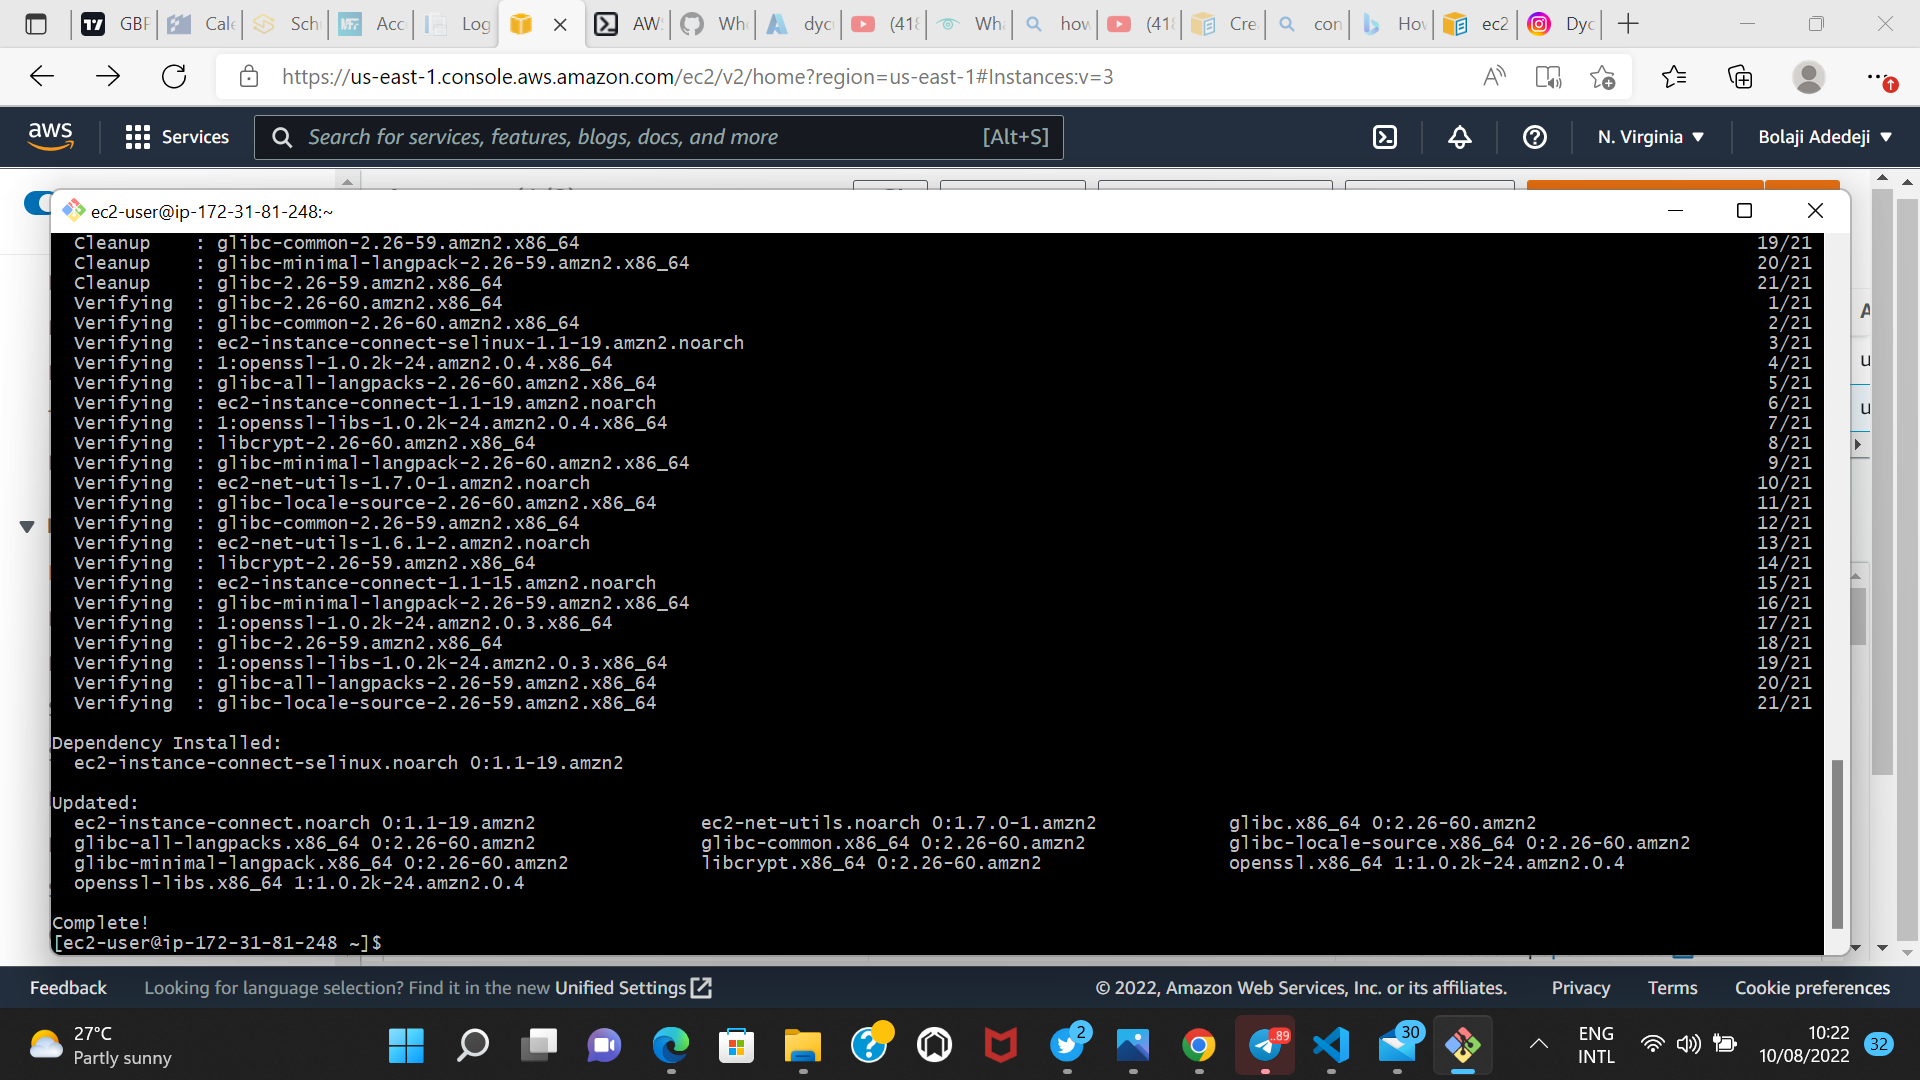 GBF
Cale
Sch
Acc
Log
AW
Wh
dyc
(418
Wha
how
(418
Cre
con
Hov
ec2
Dyc
https://us-east-1.console.aws.amazon.com/ec2/v2/home?region=us-east-1#Instances:v=3
aws
Services
Search for services, features, blogs, docs, and more [Alt+S]
N. Virginia
Bolaji Adedeji
ec2-user@ip-172-31-81-248:~
Cleanup : glibc-common-2.26-59.amzn2.x86_64 19/21
Cleanup : glibc-minimal-langpack-2.26-59.amzn2.x86_64 20/21
Cleanup : glibc-2.26-59.amzn2.x86_64 21/21
Verifying : glibc-2.26-60.amzn2.x86_64 1/21
Verifying : glibc-common-2.26-60.amzn2.x86_64 2/21
Verifying : ec2-instance-connect-selinux-1.1-19.amzn2.noarch 3/21
Verifying : 1:openssl-1.0.2k-24.amzn2.0.4.x86_64 4/21
Verifying : glibc-all-langpacks-2.26-60.amzn2.x86_64 5/21
Verifying : ec2-instance-connect-1.1-19.amzn2.noarch 6/21
Verifying : 1:openssl-libs-1.0.2k-24.amzn2.0.4.x86_64 7/21
Verifying : libcrypt-2.26-60.amzn2.x86_64 8/21
Verifying : glibc-minimal-langpack-2.26-60.amzn2.x86_64 9/21
Verifying : ec2-net-utils-1.7.0-1.amzn2.noarch 10/21
Verifying : glibc-locale-source-2.26-60.amzn2.x86_64 11/21
Verifying : glibc-common-2.26-59.amzn2.x86_64 12/21
Verifying : ec2-net-utils-1.6.1-2.amzn2.noarch 13/21
Verifying : libcrypt-2.26-59.amzn2.x86_64 14/21
Verifying : ec2-instance-connect-1.1-15.amzn2.noarch 15/21
Verifying : glibc-minimal-langpack-2.26-59.amzn2.x86_64 16/21
Verifying : 1:openssl-1.0.2k-24.amzn2.0.3.x86_64 17/21
Verifying : glibc-2.26-59.amzn2.x86_64 18/21
Verifying : 1:openssl-libs-1.0.2k-24.amzn2.0.3.x86_64 19/21
Verifying : glibc-all-langpacks-2.26-59.amzn2.x86_64 20/21
Verifying : glibc-locale-source-2.26-59.amzn2.x86_64 21/21
Dependency Installed:
ec2-instance-connect-selinux.noarch 0:1.1-19.amzn2
Updated:
ec2-instance-connect.noarch 0:1.1-19.amzn2 ec2-net-utils.noarch 0:1.7.0-1.amzn2 glibc.x86_64 0:2.26-60.amzn2
glibc-all-langpacks.x86_64 0:2.26-60.amzn2 glibc-common.x86_64 0:2.26-60.amzn2 glibc-locale-source.x86_64 0:2.26-60.amzn2
glibc-minimal-langpack.x86_64 0:2.26-60.amzn2 libcrypt.x86_64 0:2.26-60.amzn2 openssl.x86_64 1:1.0.2k-24.amzn2.0.4
openssl-libs.x86_64 1:1.0.2k-24.amzn2.0.4
Complete!
[ec2-user@ip-172-31-81-248 ~]$
Feedback
Looking for language selection? Find it in the new Unified Settings
© 2022, Amazon Web Services, Inc. or its affiliates.
Privacy
Terms
Cookie preferences
27°C
Partly sunny
2
..89
30
ENG
INTL
10:22
10/08/2022
32